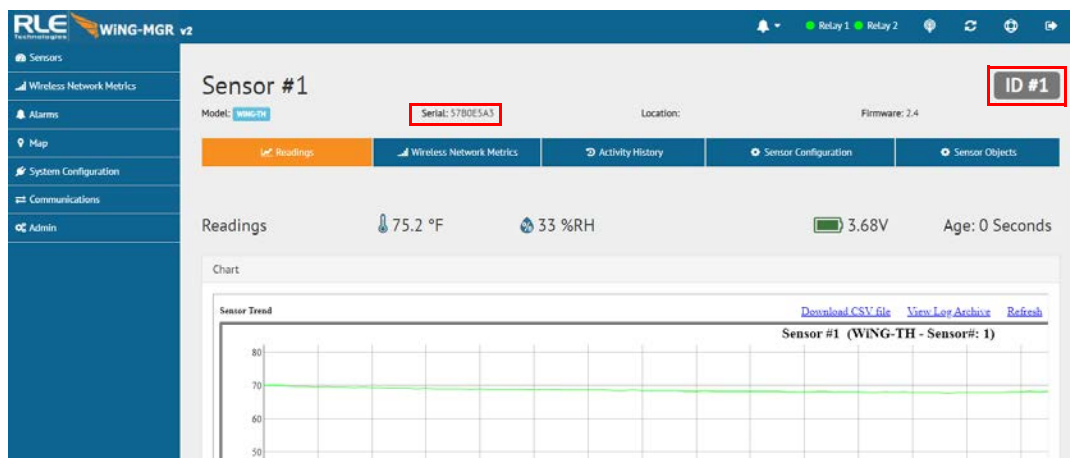 RLE Technologies WiNG-MGR v2
Relay 1 Relay 2
Sensors
Wireless Network Metrics
Alarms
Map
System Configuration
Communications
Admin
Sensor #1
ID #1
Model: WiNG-TH Serial: 57B0E5A3 Location: Firmware: 2.4
Readings Wireless Network Metrics Activity History Sensor Configuration Sensor Objects
Readings 75.2 °F 33 %RH 3.68V Age: 0 Seconds
Chart
Sensor Trend Download CSV file View Log Archive Refresh
Sensor #1 (WiNG-TH - Sensor#: 1)
80
70
60
50